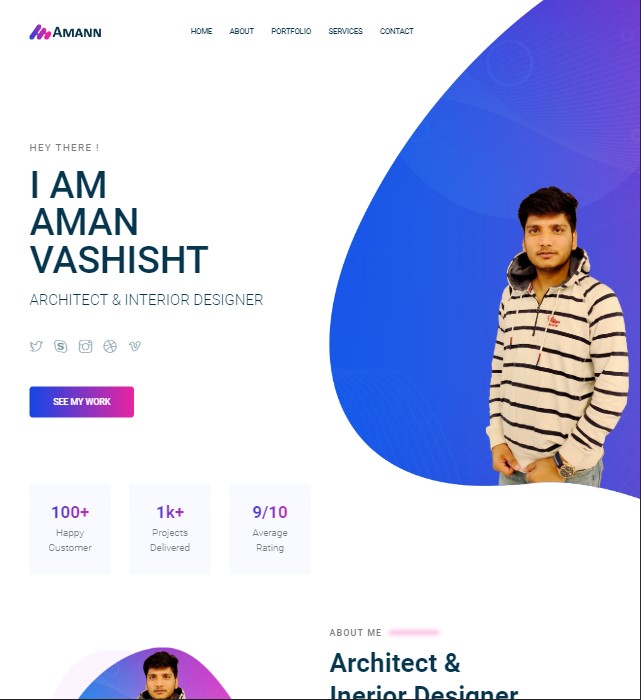 AMANN
HOME ABOUT PORTFOLIO SERVICES CONTACT
HEY THERE !
I AM
AMAN
VASHISHT
ARCHITECT & INTERIOR DESIGNER
SEE MY WORK
100+
Happy
Customer
1k+
Projects
Delivered
9/10
Average
Rating
ABOUT ME
Architect &
Inerior Designer